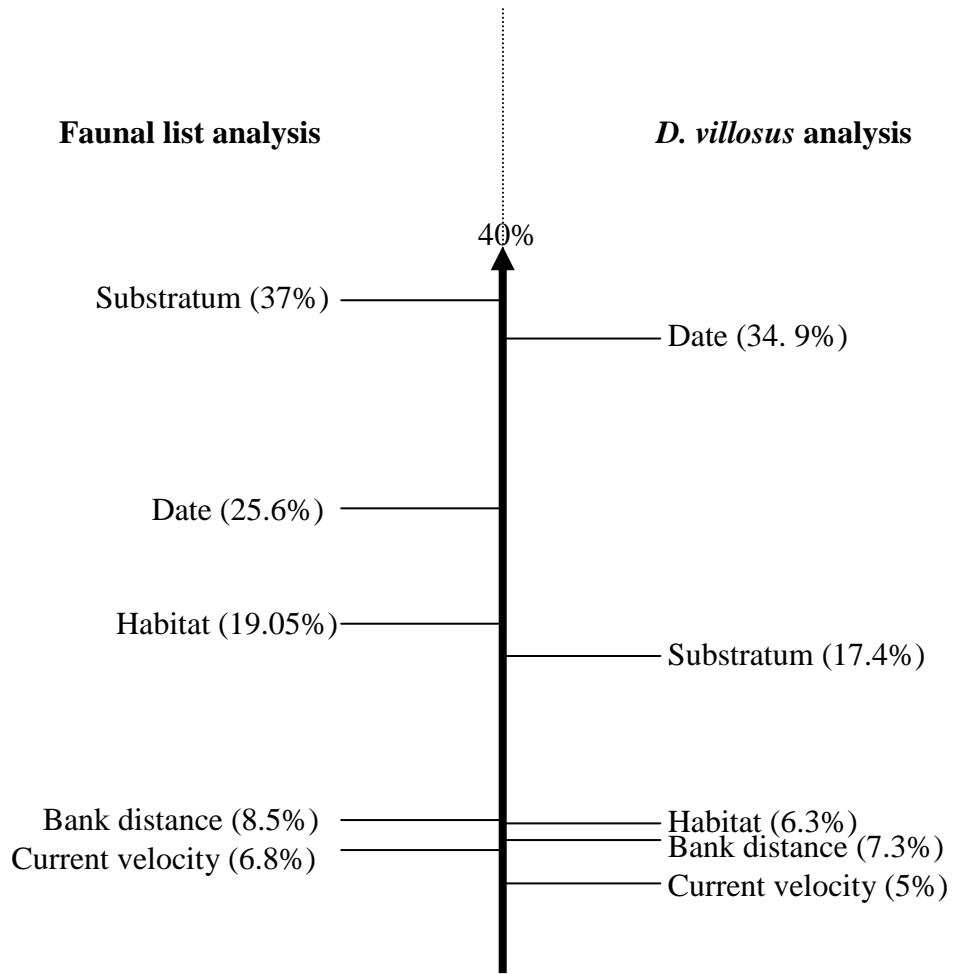 Faunal list analysis
D. villosus analysis
40%
Substratum (37%)
Date (34. 9%)
Date (25.6%)
Habitat (19.05%)
Substratum (17.4%)
Bank distance (8.5%)
Habitat (6.3%)
Bank distance (7.3%)
Current velocity (6.8%)
Current velocity (5%)